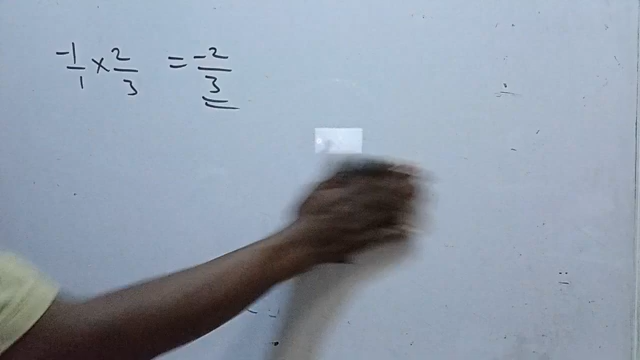 -1/1 × 2/3 = -2/3